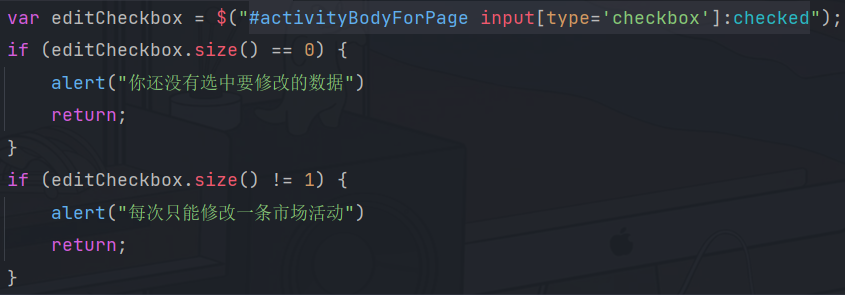 var editCheckbox = $("#activityBodyForPage input[type='checkbox']:checked");
if (editCheckbox.size() == 0) {
    alert("你还没有选中要修改的数据")
    return;
}
if (editCheckbox.size() != 1) {
    alert("每次只能修改一条市场活动")
    return;
}